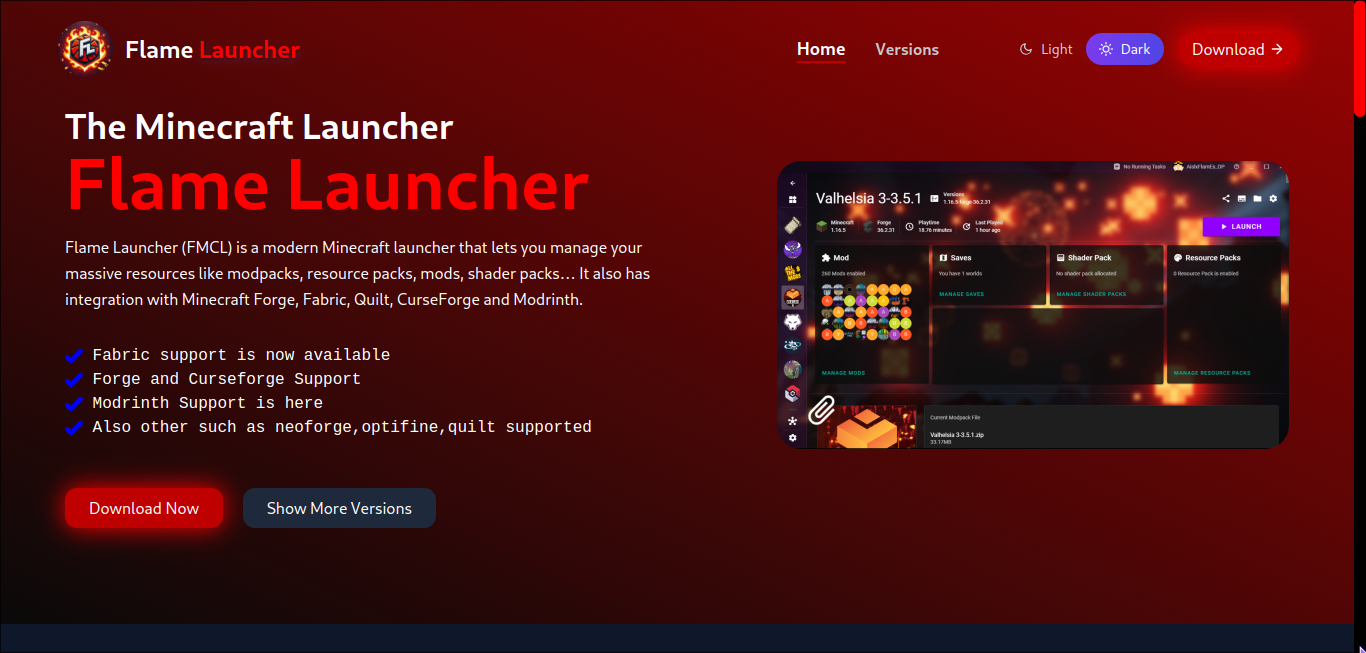 Flame Launcher
Home
Versions
Light
Dark
Download →
The Minecraft Launcher
Flame Launcher
Flame Launcher (FMCL) is a modern Minecraft launcher that lets you manage your
massive resources like modpacks, resource packs, mods, shader packs... It also has
integration with Minecraft Forge, Fabric, Quilt, CurseForge and Modrinth.
Fabric support is now available
Forge and Curseforge Support
Modrinth Support is here
Also other such as neoforge,optifine,quilt supported
Download Now
Show More Versions
No Running Tasks
Valhelsia 3-3.5.1
Versions
1.16.5-forge-36.2.31
Minecraft
1.16.5
Forge
36.2.31
Playtime
18.76 minutes
Last Played
1 hour ago
LAUNCH
Mod
260 Mods enabled
MANAGE MODS
Saves
You have 1 worlds
MANAGE SAVES
Shader Pack
No shader pack allocated
MANAGE SHADER PACKS
Resource Packs
0 Resource Pack is enabled
MANAGE RESOURCE PACKS
Current Modpack File
Valhelsia 3-3.5.1.zip
33.17MB